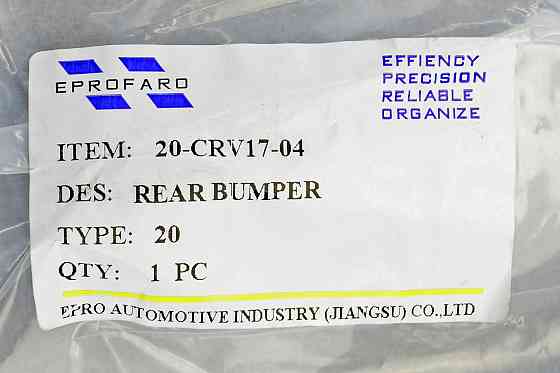 EPROFARO
EFFIENCY
PRECISION
RELIABLE
ORGANIZE
ITEM: 20-CRV17-04
DES: REAR BUMPER
TYPE: 20
QTY: 1 PC
EPRO AUTOMOTIVE INDUSTRY (JIANGSU) CO.,LTD